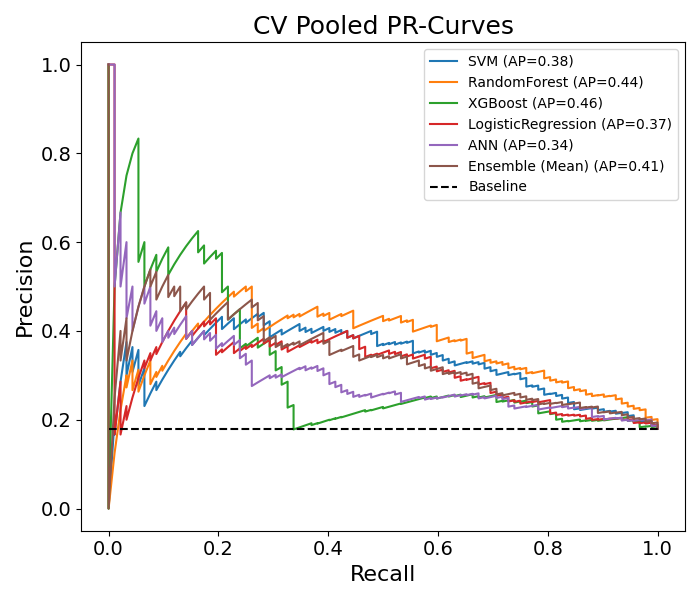 CV Pooled PR-Curves
SVM (AP=0.38)
RandomForest (AP=0.44)
XGBoost (AP=0.46)
LogisticRegression (AP=0.37)
ANN (AP=0.34)
Ensemble (Mean) (AP=0.41)
Baseline
Precision
1.0
0.8
0.6
0.4
0.2
0.0
0.0 0.2 0.4 0.6 0.8 1.0
Recall